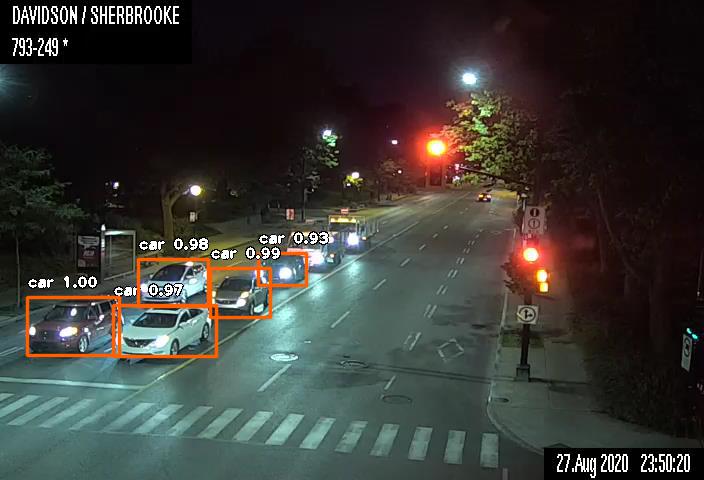 DAVIDSON / SHERBROOKE
793-249 *
car 0.93
car 0.98
car 0.99
car 1.00
car 0.97
27.Aug 2020 23:50:20